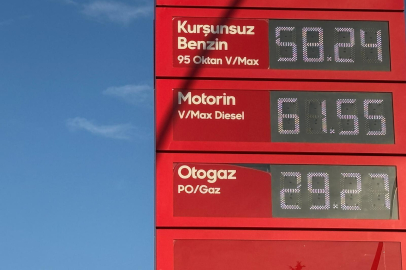 Kurşunsuz
Benzin
95 Oktan V/Max
58.24
Motorin
V/Max Diesel
61.55
Otogaz
PO/Gaz
29.27